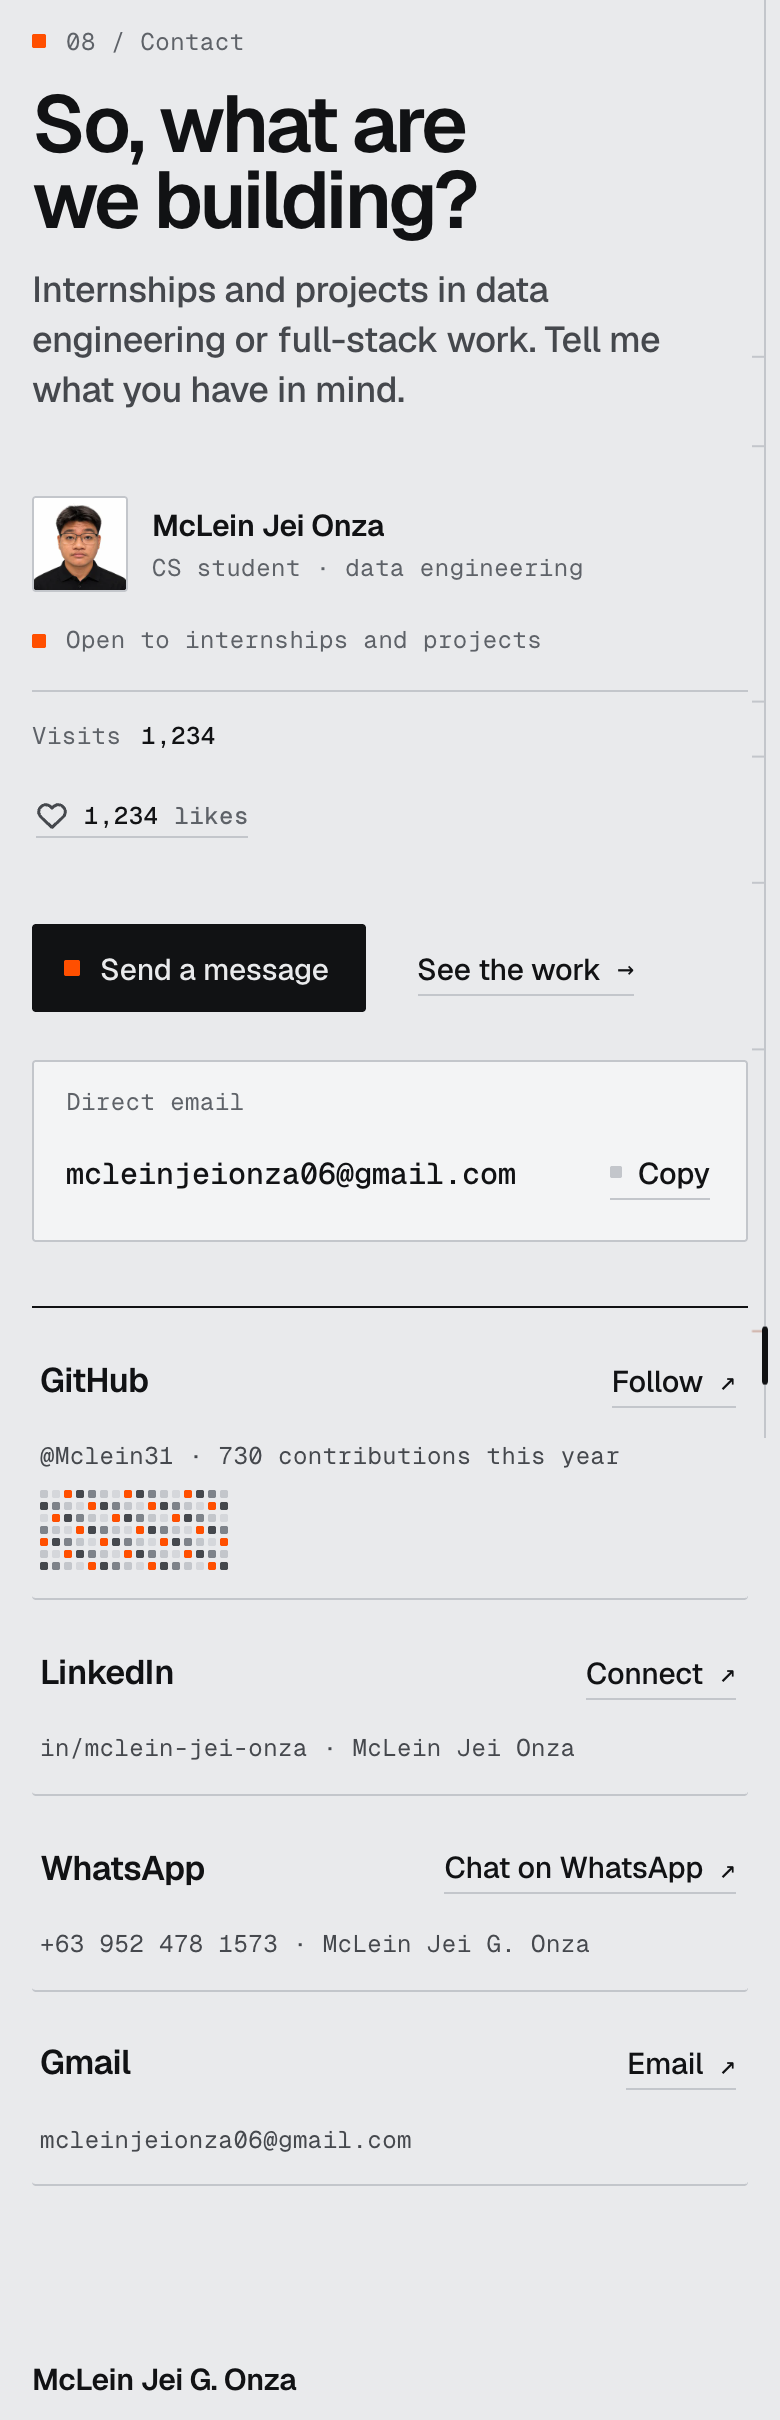 08 / Contact
So, what are
we building?
Internships and projects in data
engineering or full-stack work. Tell me
what you have in mind.
McLein Jei Onza
CS student · data engineering
Open to internships and projects
Visits 1,234
1,234 likes
Send a message
See the work →
Direct email
mcleinjeionza06@gmail.com
Copy
GitHub
Follow ↗
@Mclein31 · 730 contributions this year
LinkedIn
Connect ↗
in/mclein-jei-onza · McLein Jei Onza
WhatsApp
Chat on WhatsApp ↗
+63 952 478 1573 · McLein Jei G. Onza
Gmail
Email ↗
mcleinjeionza06@gmail.com
McLein Jei G. Onza